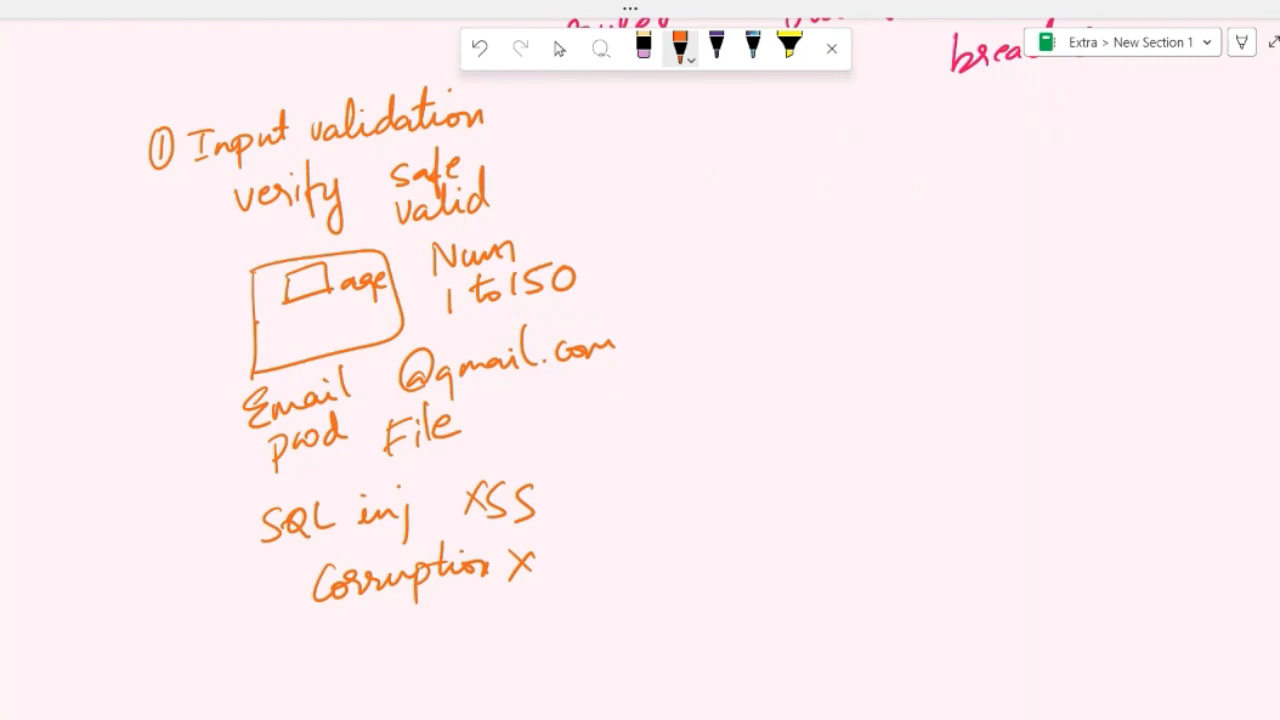 Extra > New Section 1
① Input validation
verify safe
valid
age
Num
1 to 150
Email @gmail.com
pwd File
SQL inj XSS
Corruption X